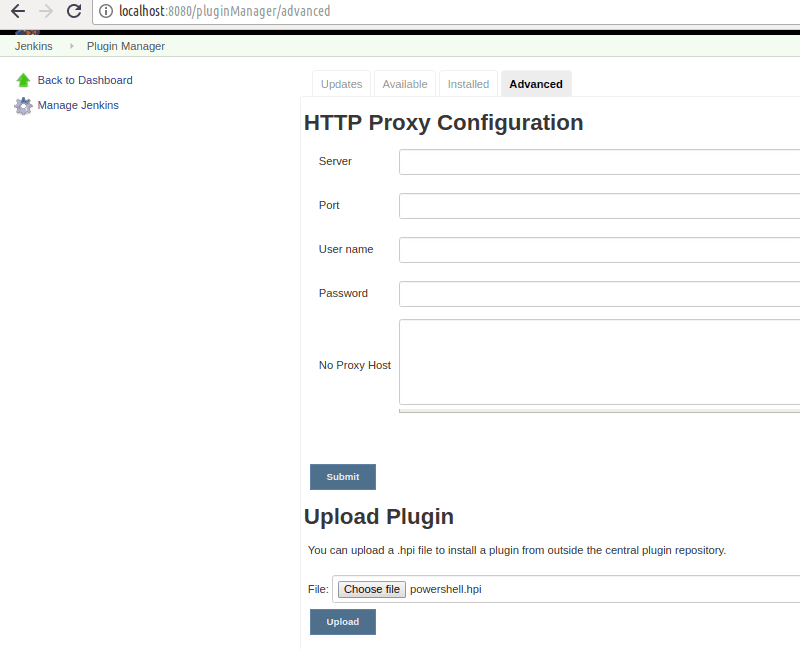 localhost:8080/pluginManager/advanced
Jenkins Plugin Manager
Back to Dashboard
Manage Jenkins
Updates Available Installed Advanced
HTTP Proxy Configuration
Server
Port
User name
Password
No Proxy Host
Submit
Upload Plugin
You can upload a .hpi file to install a plugin from outside the central plugin repository.
File: Choose file powershell.hpi
Upload